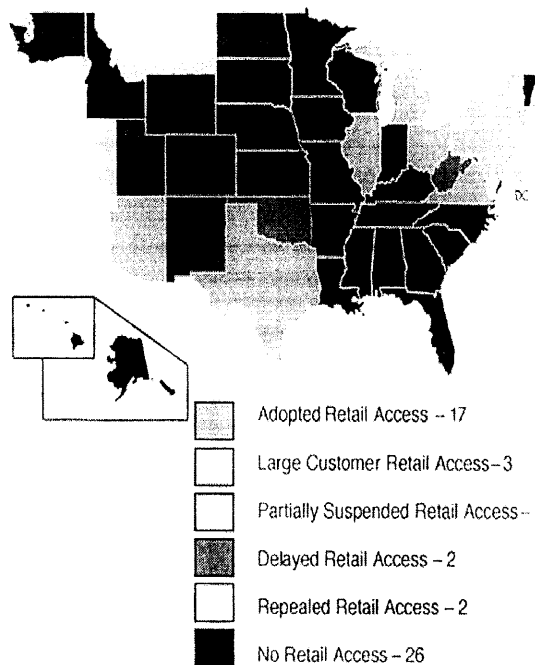 DC
Adopted Retail Access -- 17
Large Customer Retail Access–3
Partially Suspended Retail Access–
Delayed Retail Access – 2
Repealed Retail Access – 2
No Retail Access – 26